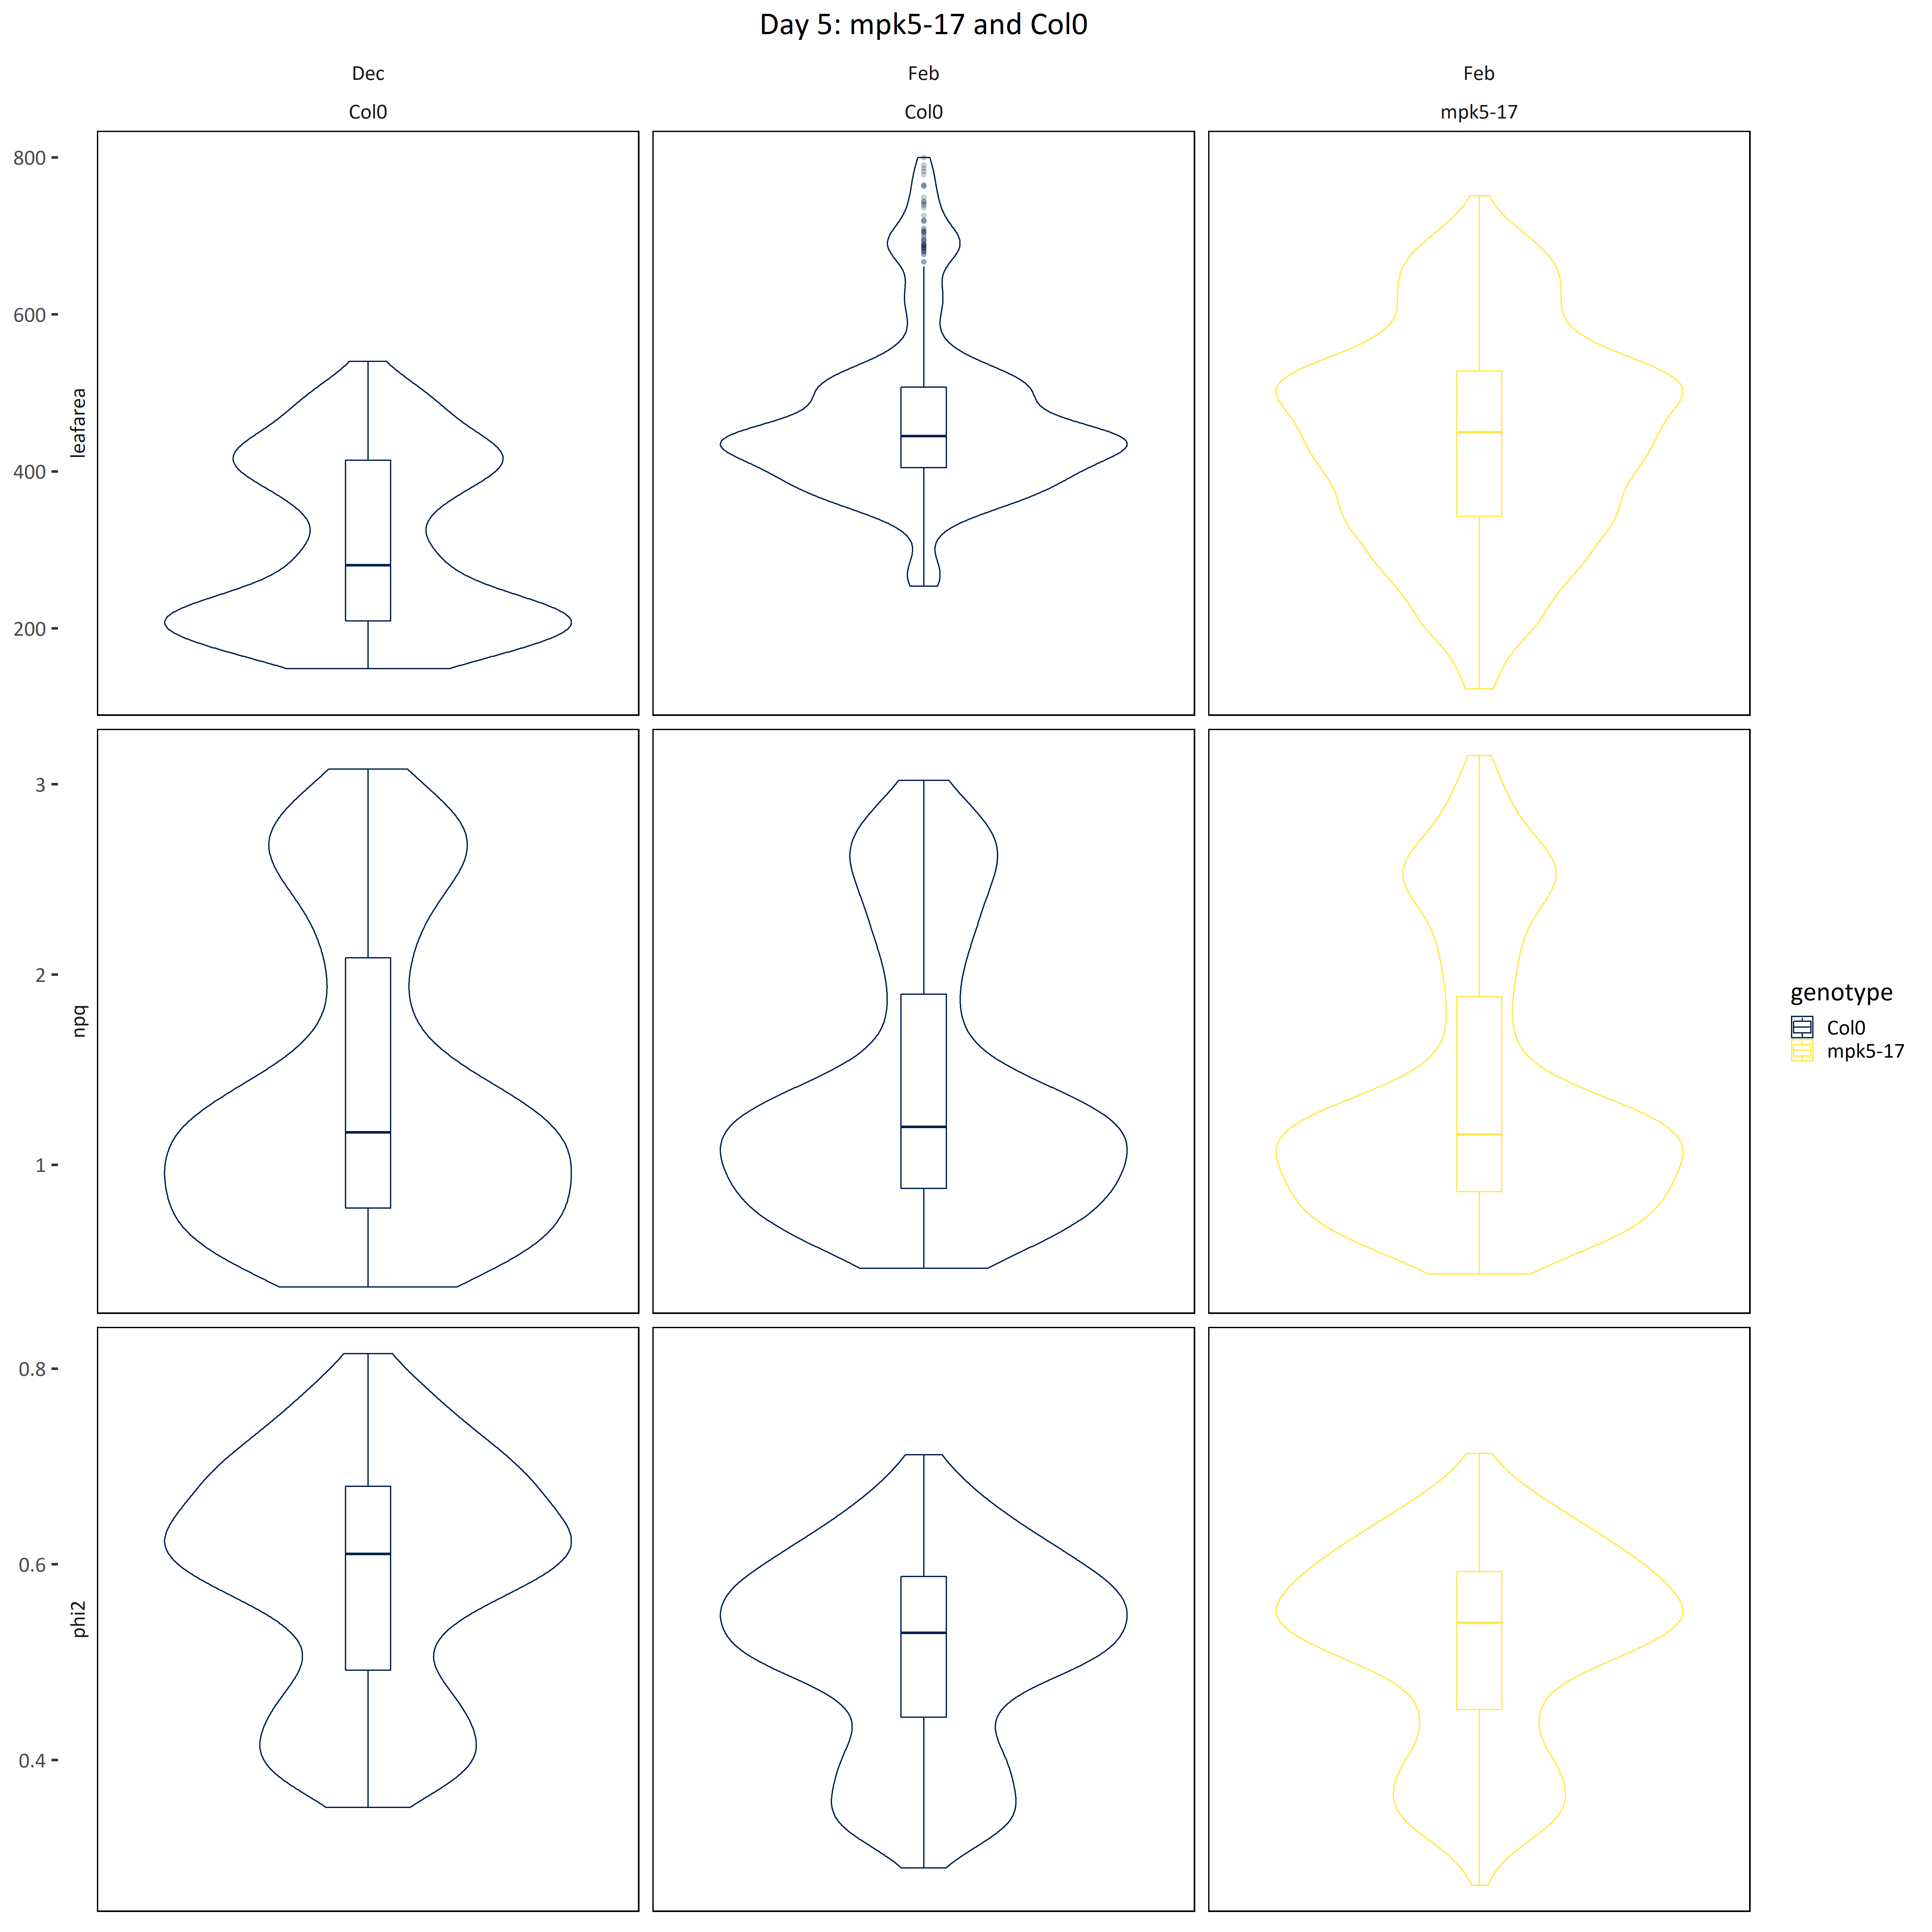 Day 5: mpk5-17 and Col0
Dec
Feb
Feb
Col0
Col0
mpk5-17
800
600
400
200
leafarea
3
2
1
npq
0.8
0.6
0.4
phi2
genotype
Col0
mpk5-17